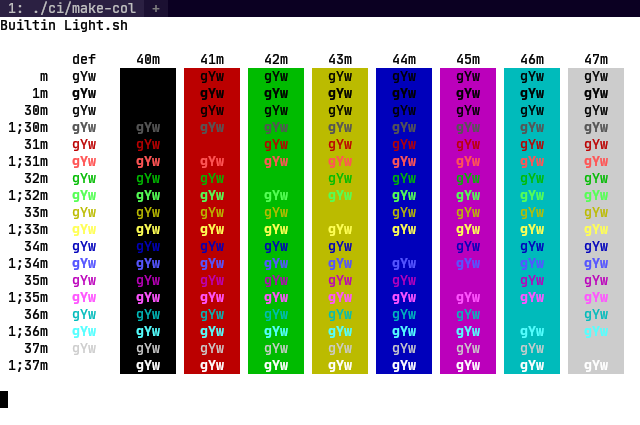 1: ./ci/make-col +
Builtin Light.sh
def 40m 41m 42m 43m 44m 45m 46m 47m
m gYw gYw gYw gYw gYw gYw gYw gYw
1m gYw gYw gYw gYw gYw gYw gYw gYw
30m gYw gYw gYw gYw gYw gYw gYw gYw
1;30m gYw gYw gYw gYw gYw gYw gYw gYw gYw
31m gYw gYw gYw gYw gYw gYw gYw gYw
1;31m gYw gYw gYw gYw gYw gYw gYw gYw gYw
32m gYw gYw gYw gYw gYw gYw gYw gYw
1;32m gYw gYw gYw gYw gYw gYw gYw gYw gYw
33m gYw gYw gYw gYw gYw gYw gYw gYw
1;33m gYw gYw gYw gYw gYw gYw gYw gYw gYw
34m gYw gYw gYw gYw gYw gYw gYw gYw
1;34m gYw gYw gYw gYw gYw gYw gYw gYw gYw
35m gYw gYw gYw gYw gYw gYw gYw gYw
1;35m gYw gYw gYw gYw gYw gYw gYw gYw gYw
36m gYw gYw gYw gYw gYw gYw gYw gYw
1;36m gYw gYw gYw gYw gYw gYw gYw gYw gYw
37m gYw gYw gYw gYw gYw gYw gYw gYw
1;37m gYw gYw gYw gYw gYw gYw gYw gYw